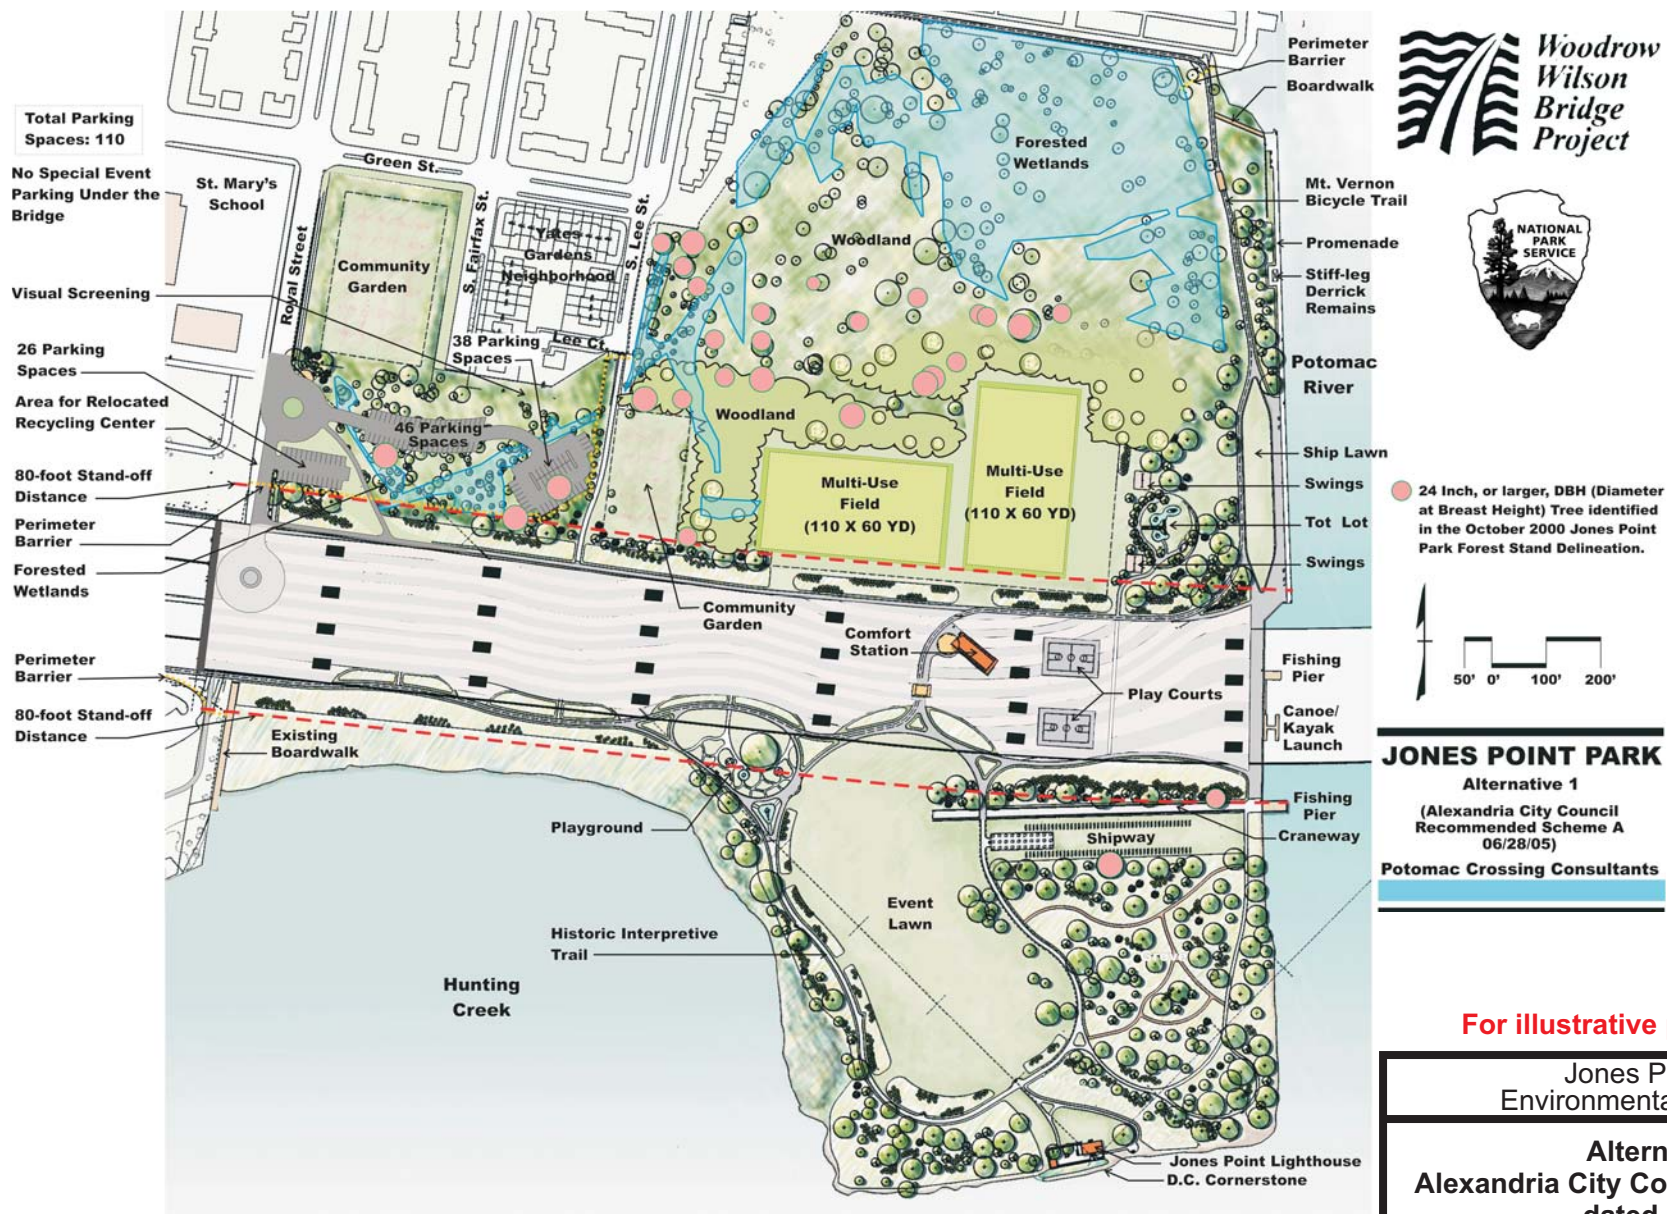 Total Parking
Spaces: 110
No Special Event
Parking Under the
Bridge
St. Mary's
School
Green St.
Royal Street
S. Fairfax St.
S. Lee St.
Community
Garden
Yates
Gardens
Neighborhood
Lee Ct.
Visual Screening
38 Parking
Spaces
26 Parking
Spaces
Area for Relocated
Recycling Center
46 Parking
Spaces
80-foot Stand-off
Distance
Perimeter
Barrier
Forested
Wetlands
Perimeter
Barrier
80-foot Stand-off
Distance
Existing
Boardwalk
Forested
Wetlands
Woodland
Woodland
Multi-Use
Field
(110 X 60 YD)
Multi-Use
Field
(110 X 60 YD)
Community
Garden
Comfort
Station
Play Courts
Playground
Shipway
Event
Lawn
Historic Interpretive
Trail
Hunting
Creek
Jones Point Lighthouse
D.C. Cornerstone
Perimeter
Barrier
Boardwalk
Mt. Vernon
Bicycle Trail
Promenade
Stiff-leg
Derrick
Remains
Potomac
River
Ship Lawn
Swings
Tot Lot
Swings
Fishing
Pier
Canoe/
Kayak
Launch
Fishing
Pier
Craneway
Woodrow
Wilson
Bridge
Project
NATIONAL
PARK
SERVICE
24 Inch, or larger, DBH (Diameter
at Breast Height) Tree identified
in the October 2000 Jones Point
Park Forest Stand Delineation.
50' 0' 100' 200'
JONES POINT PARK
Alternative 1
(Alexandria City Council
Recommended Scheme A
06/28/05)
Potomac Crossing Consultants
For illustrative
Jones P
Environmenta
Altern
Alexandria City Co
dated